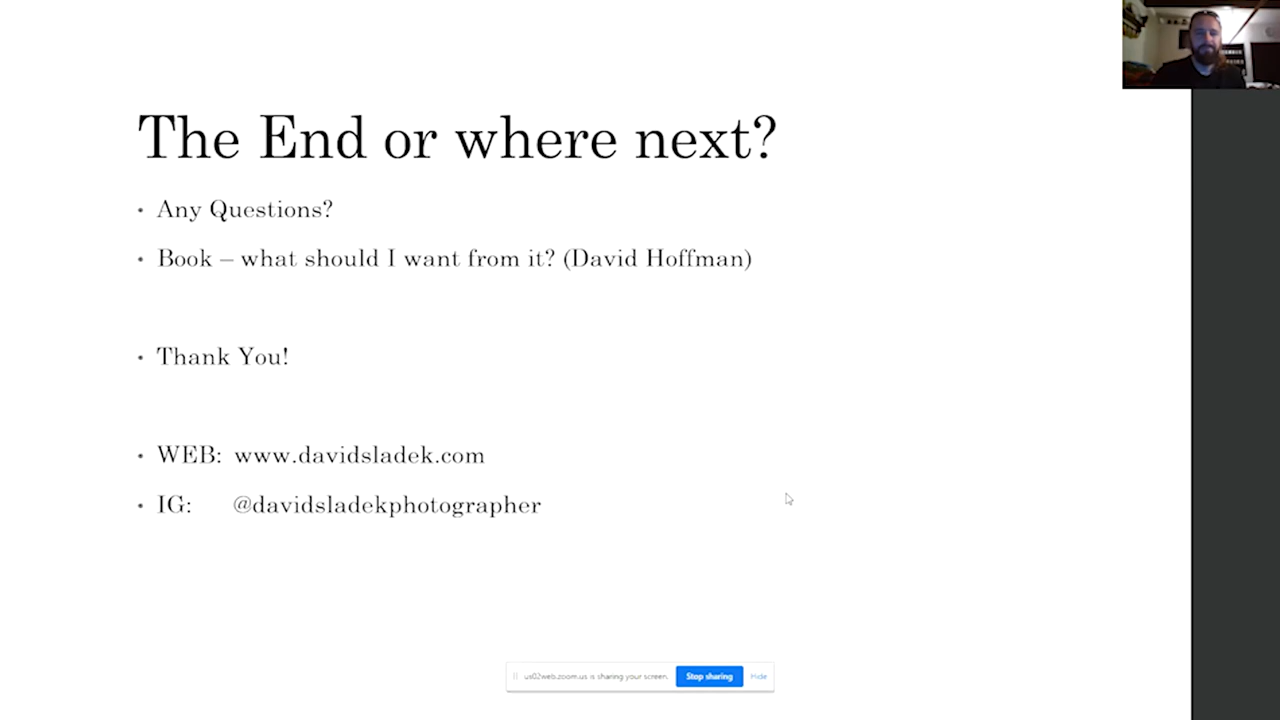 The End or where next?
Any Questions?
Book – what should I want from it? (David Hoffman)
Thank You!
WEB: www.davidsladek.com
IG: @davidsladekphotographer
us02web.zoom.us is sharing your screen. Stop sharing Hide